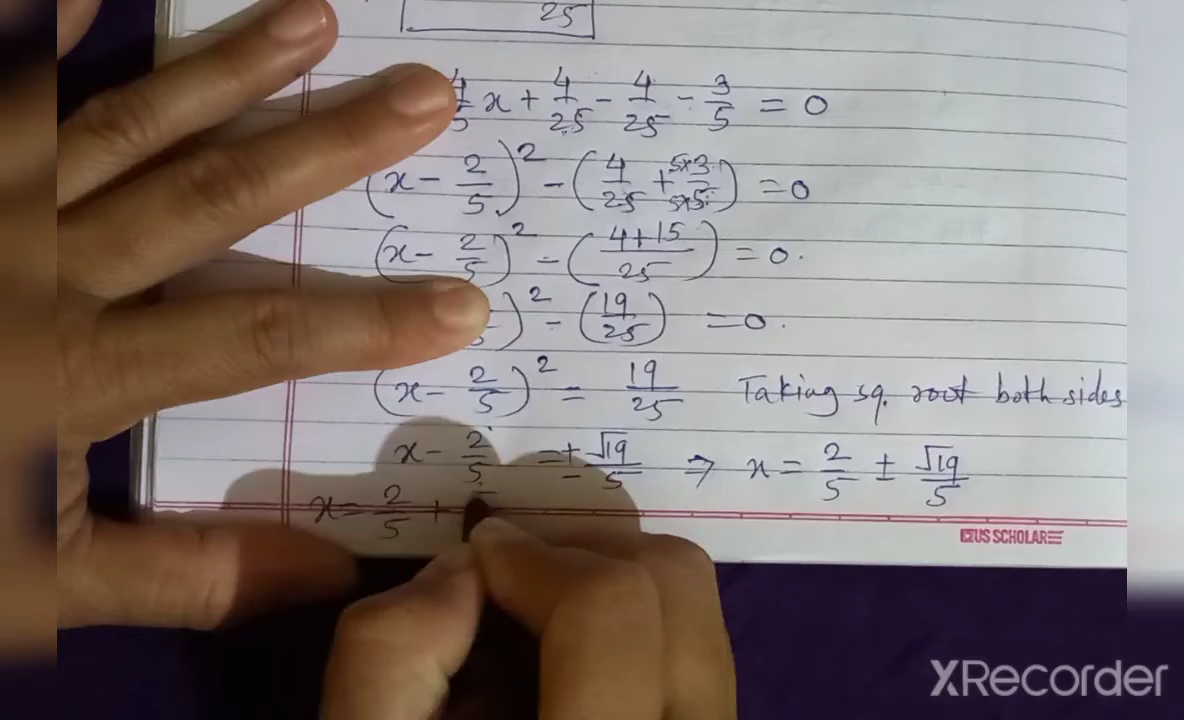 25
4/5 x + 4/25 - 4/25 - 3/5 = 0
(x - 2/5)² - (4/25 + 5×3/5×5) = 0
(x - 2/5)² - (4+15/25) = 0.
)² - (19/25) = 0.
(x - 2/5)² = 19/25 Taking sq. root both sides
x - 2/5 = ± √19/5 ⇒ x = 2/5 ± √19/5
x = 2/5 +
US SCHOLAR
XRecorder